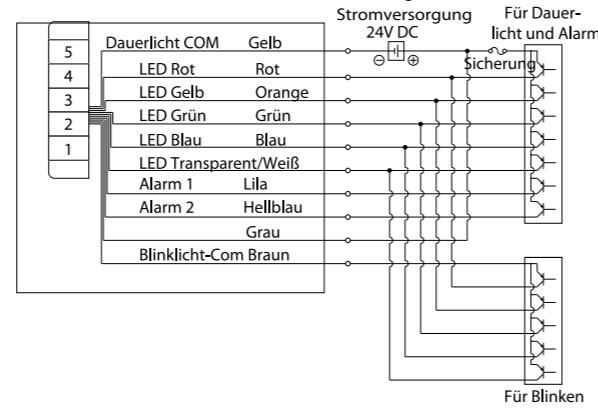 Stromversorgung
24V DC
Für Dauer-
licht und Alarm
Sicherung
5
4
3
2
1
Dauerlicht COM Gelb
LED Rot Rot
LED Gelb Orange
LED Grün Grün
LED Blau Blau
LED Transparent/Weiß
Alarm 1 Lila
Alarm 2 Hellblau
Grau
Blinklicht-Com Braun
Für Blinken